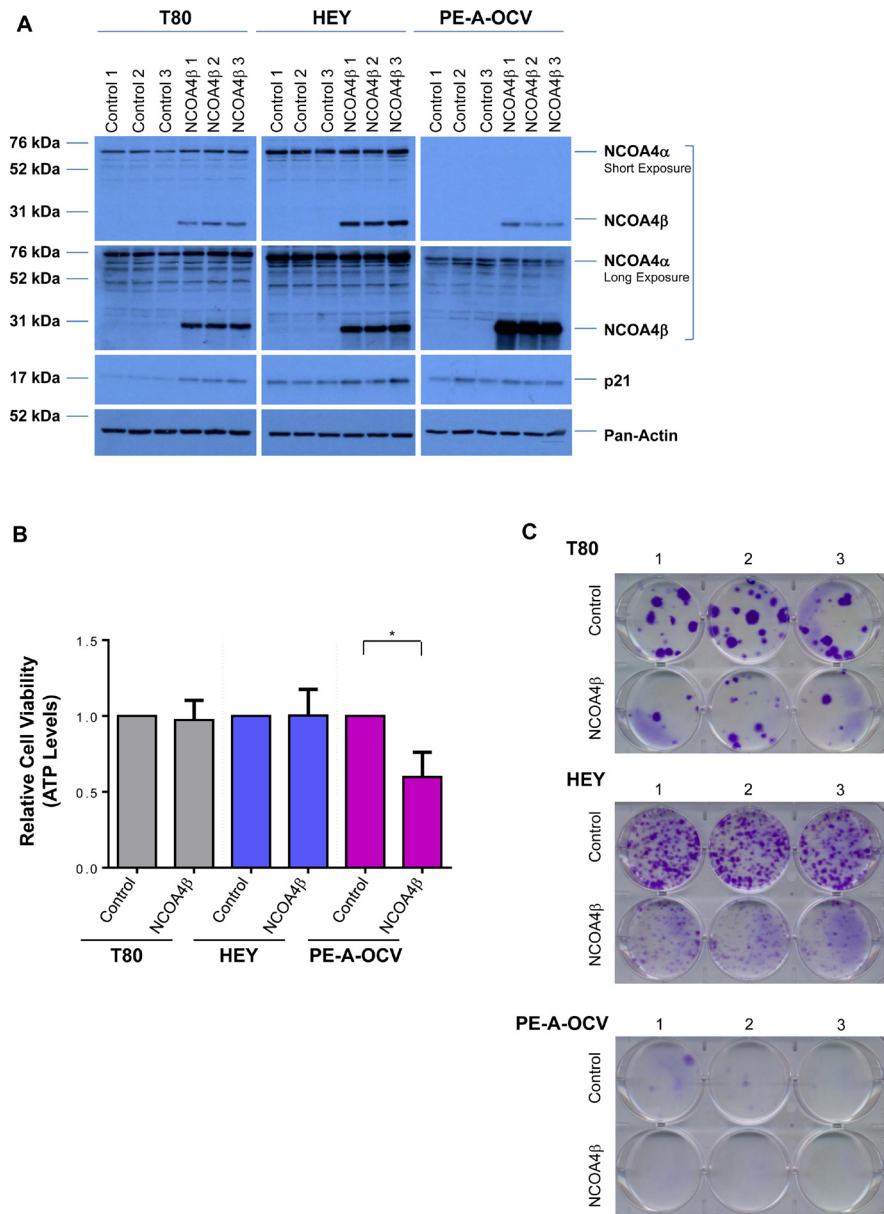 A
T80
HEY
PE-A-OCV
Control 1
Control 2
Control 3
NCOA4β 1
NCOA4β 2
NCOA4β 3
Control 1
Control 2
Control 3
NCOA4β 1
NCOA4β 2
NCOA4β 3
Control 1
Control 2
Control 3
NCOA4β 1
NCOA4β 2
NCOA4β 3
76 kDa
52 kDa
31 kDa
NCOA4α
Short Exposure
NCOA4β
76 kDa
52 kDa
31 kDa
NCOA4α
Long Exposure
NCOA4β
17 kDa
p21
52 kDa
Pan-Actin
B
Relative Cell Viability
(ATP Levels)
1.5
1.0
0.5
0.0
*
Control
NCOA4β
Control
NCOA4β
Control
NCOA4β
T80
HEY
PE-A-OCV
C
T80
1 2 3
Control
NCOA4β
HEY
1 2 3
Control
NCOA4β
PE-A-OCV
1 2 3
Control
NCOA4β